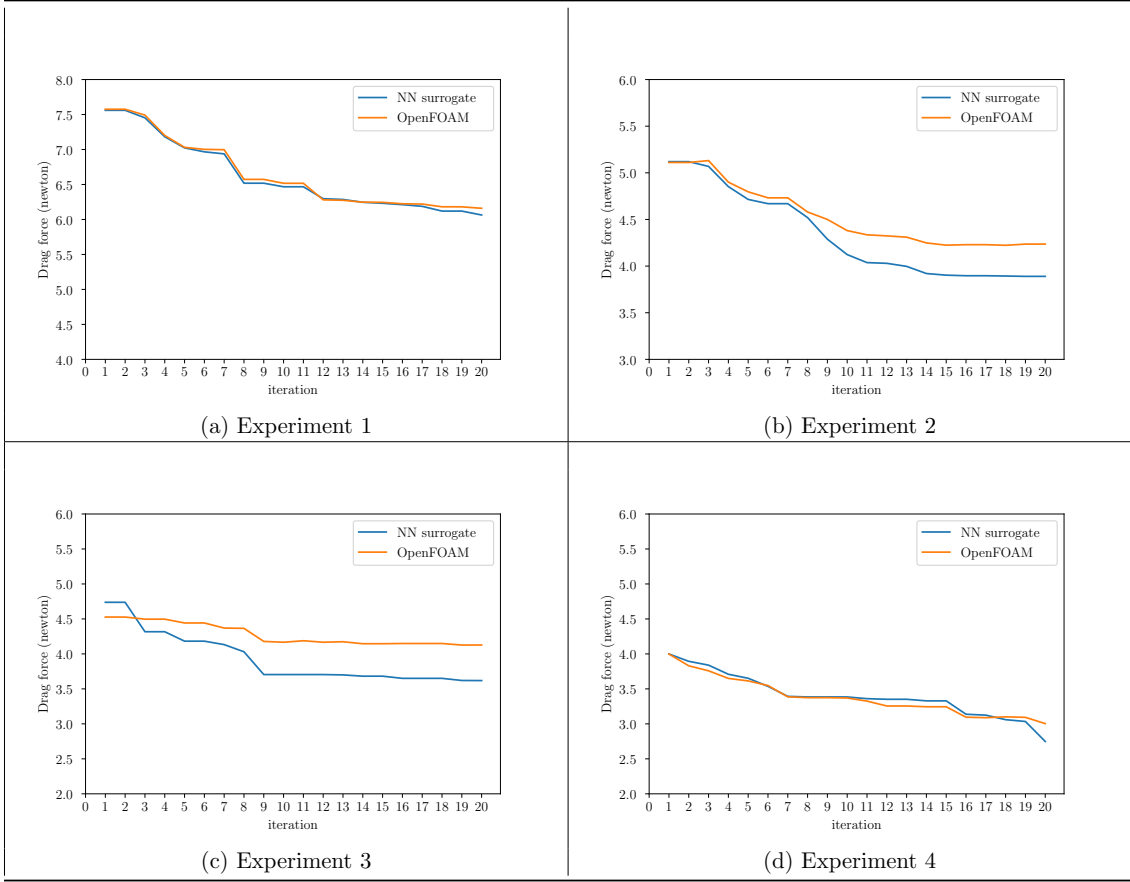 8.0
7.5
7.0
6.5
6.0
5.5
5.0
4.5
4.0
Drag force (newton)
NN surrogate
OpenFOAM
0 1 2 3 4 5 6 7 8 9 10 11 12 13 14 15 16 17 18 19 20
iteration
(a) Experiment 1
6.0
5.5
5.0
4.5
4.0
3.5
3.0
Drag force (newton)
NN surrogate
OpenFOAM
0 1 2 3 4 5 6 7 8 9 10 11 12 13 14 15 16 17 18 19 20
iteration
(b) Experiment 2
6.0
5.5
5.0
4.5
4.0
3.5
3.0
2.5
2.0
Drag force (newton)
NN surrogate
OpenFOAM
0 1 2 3 4 5 6 7 8 9 10 11 12 13 14 15 16 17 18 19 20
iteration
(c) Experiment 3
6.0
5.5
5.0
4.5
4.0
3.5
3.0
2.5
2.0
Drag force (newton)
NN surrogate
OpenFOAM
0 1 2 3 4 5 6 7 8 9 10 11 12 13 14 15 16 17 18 19 20
iteration
(d) Experiment 4